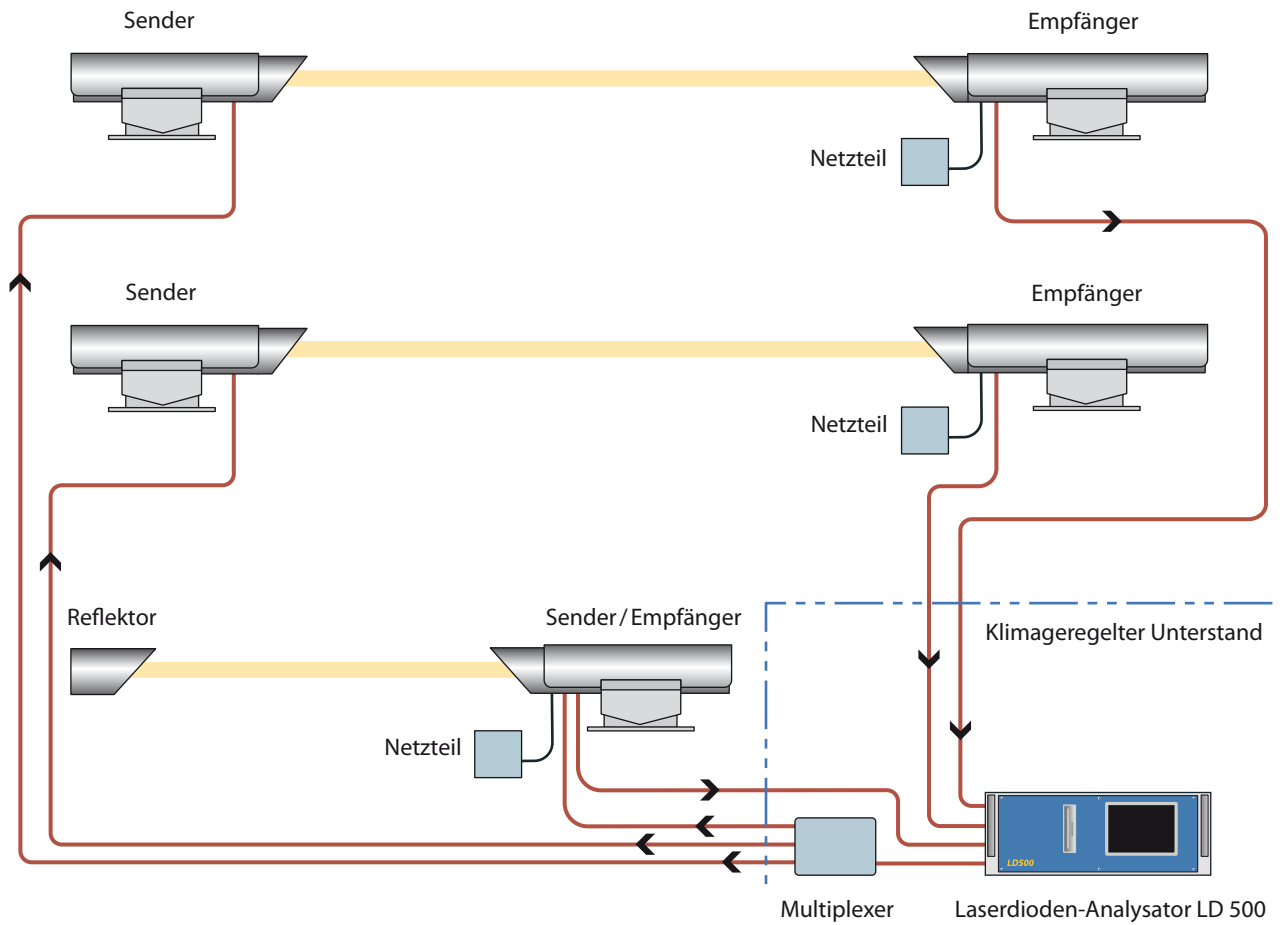 Sender
Empfänger
Netzteil
Sender
Empfänger
Netzteil
Reflektor
Sender / Empfänger
Klimageregelter Unterstand
Netzteil
LD500
Multiplexer
Laserdioden-Analysator LD 500